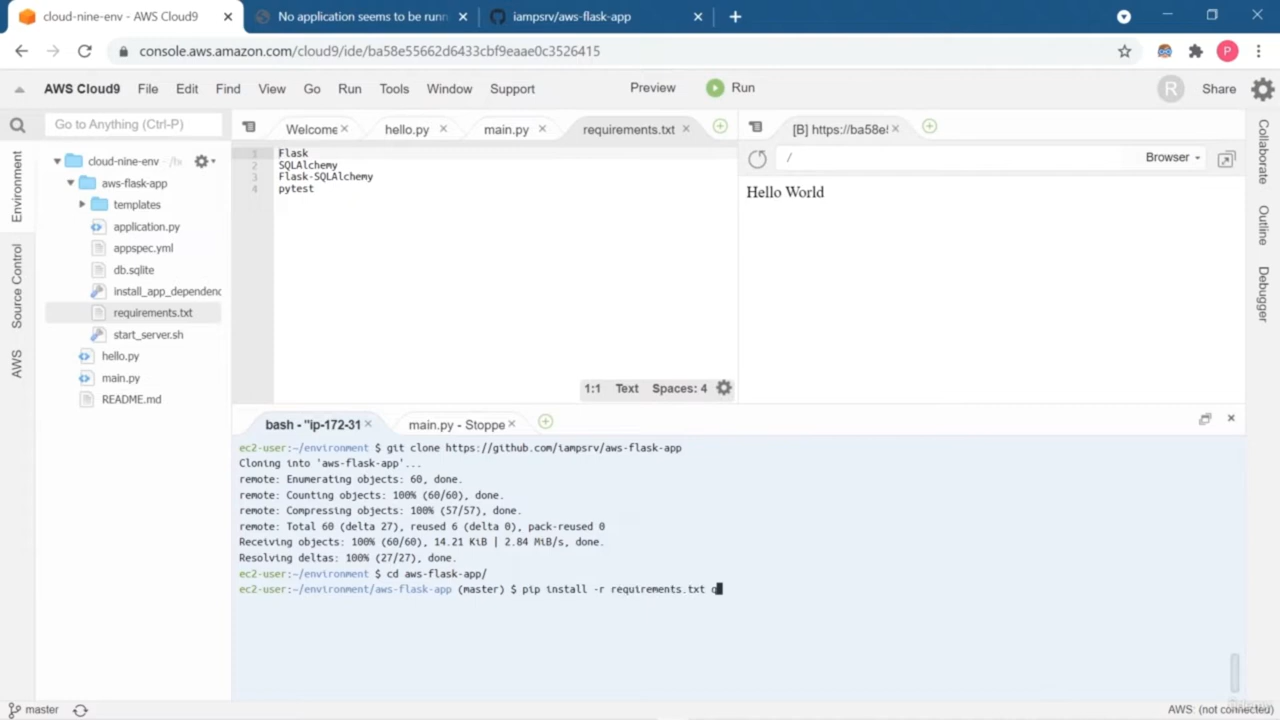 cloud-nine-env - AWS Cloud9
No application seems to be runn
iampsrv/aws-flask-app
console.aws.amazon.com/cloud9/ide/ba58e55662d6433cbf9eaae0c3526415
P
AWS Cloud9 File Edit Find View Go Run Tools Window Support Preview Run R Share
Go to Anything (Ctrl-P)
Welcome
hello.py
main.py
requirements.txt
[B] https://ba58e!
/
Browser
Environment
Source Control
AWS
cloud-nine-env
aws-flask-app
templates
application.py
appspec.yml
db.sqlite
install_app_dependenc
requirements.txt
start_server.sh
hello.py
main.py
README.md
1 Flask
2 SQLAlchemy
3 Flask-SQLAlchemy
4 pytest
1:1 Text Spaces: 4
Hello World
Collaborate
Outline
Debugger
bash - "ip-172-31
main.py - Stoppe
ec2-user:~/environment $ git clone https://github.com/iampsrv/aws-flask-app
Cloning into 'aws-flask-app'...
remote: Enumerating objects: 60, done.
remote: Counting objects: 100% (60/60), done.
remote: Compressing objects: 100% (57/57), done.
remote: Total 60 (delta 27), reused 6 (delta 0), pack-reused 0
Receiving objects: 100% (60/60), 14.21 KiB | 2.84 MiB/s, done.
Resolving deltas: 100% (27/27), done.
ec2-user:~/environment $ cd aws-flask-app/
ec2-user:~/environment/aws-flask-app (master) $ pip install -r requirements.txt
master
AWS: (not connected)